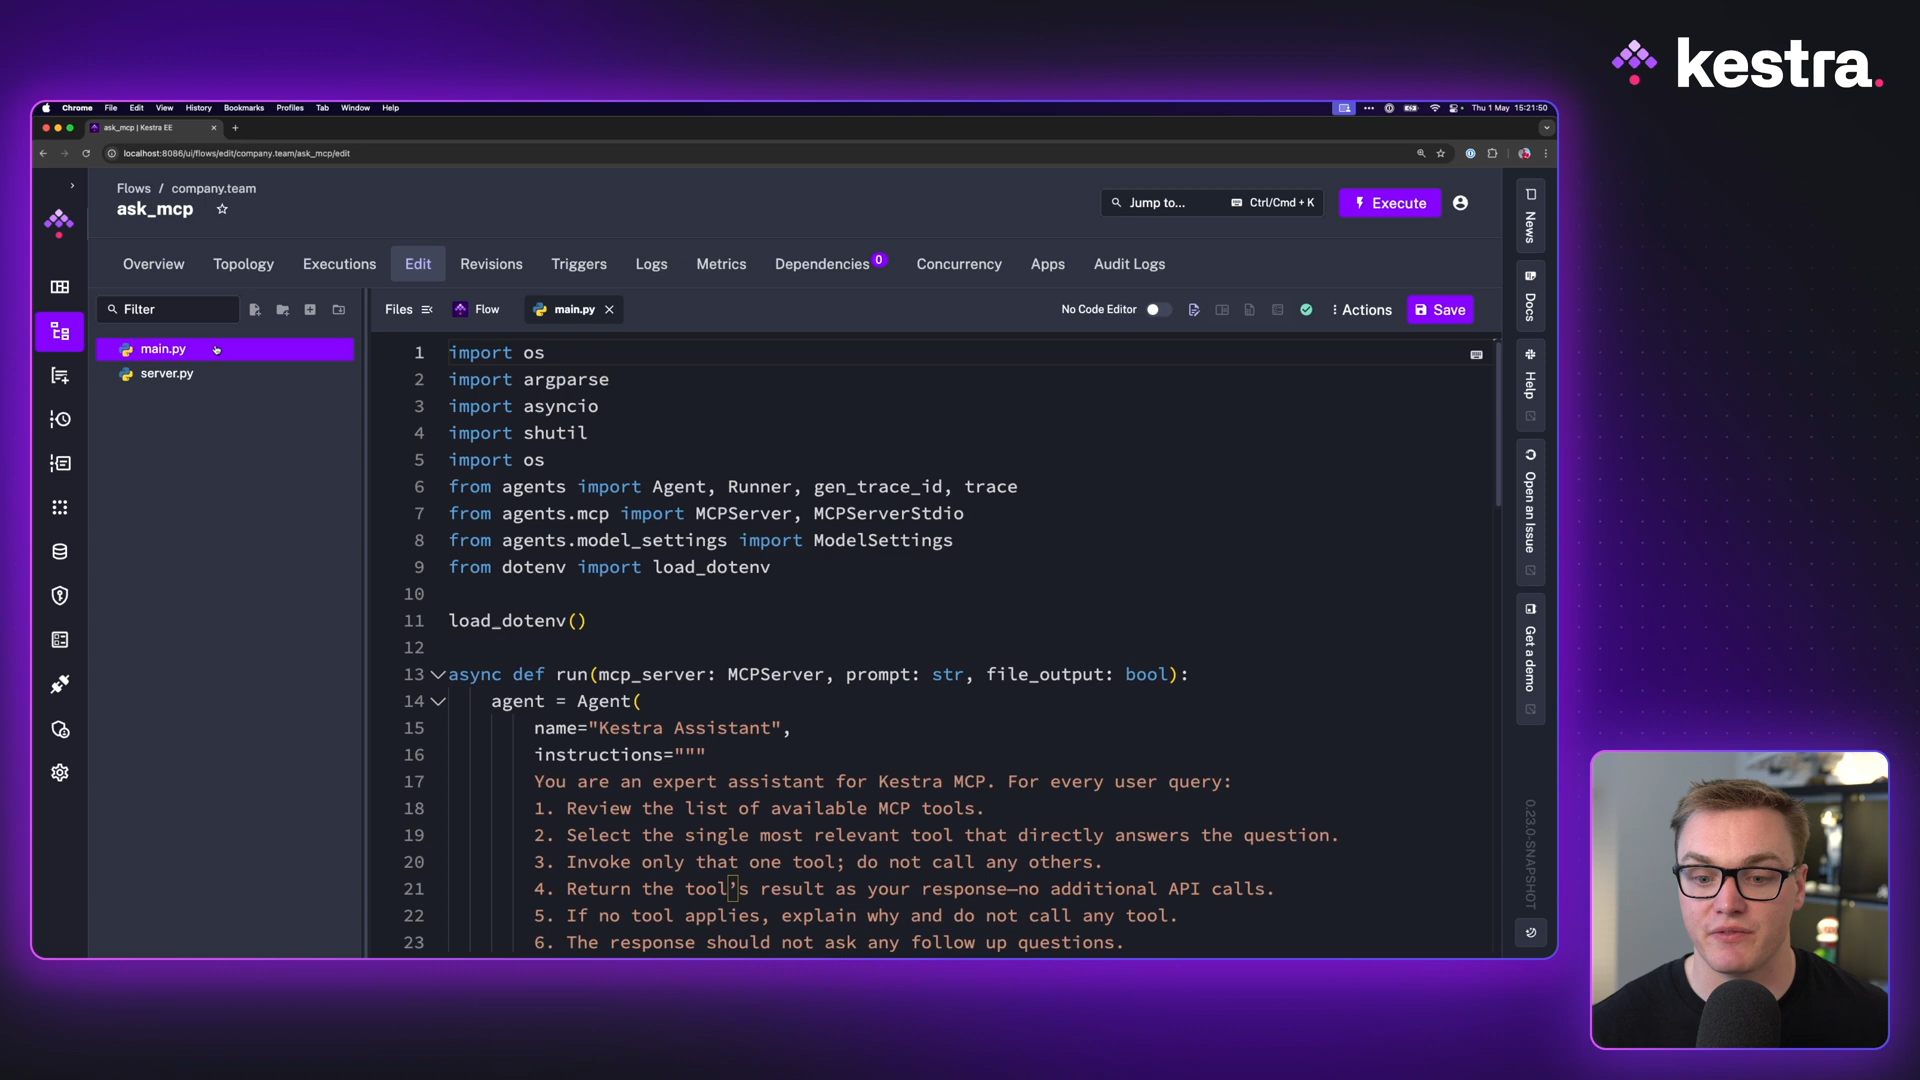 kestra.
Chrome File Edit View History Bookmarks Profiles Tab Window Help
Thu 1 May 15:21:50
ask_mcp | Kestra EE
localhost:8086/ui/flows/edit/company.team/ask_mcp/edit
Flows / company.team
ask_mcp
Jump to... Ctrl/Cmd + K
Execute
Overview Topology Executions Edit Revisions Triggers Logs Metrics Dependencies 0 Concurrency Apps Audit Logs
Filter
Files Flow main.py
No Code Editor
Actions
Save
main.py
server.py
1 import os
2 import argparse
3 import asyncio
4 import shutil
5 import os
6 from agents import Agent, Runner, gen_trace_id, trace
7 from agents.mcp import MCPServer, MCPServerStdio
8 from agents.model_settings import ModelSettings
9 from dotenv import load_dotenv
10
11 load_dotenv()
12
13 async def run(mcp_server: MCPServer, prompt: str, file_output: bool):
14 agent = Agent(
15 name="Kestra Assistant",
16 instructions="""
17 You are an expert assistant for Kestra MCP. For every user query:
18 1. Review the list of available MCP tools.
19 2. Select the single most relevant tool that directly answers the question.
20 3. Invoke only that one tool; do not call any others.
21 4. Return the tool’s result as your response—no additional API calls.
22 5. If no tool applies, explain why and do not call any tool.
23 6. The response should not ask any follow up questions.
News
Docs
Help
Open an Issue
Get a demo
0.23.0-SNAPSHOT